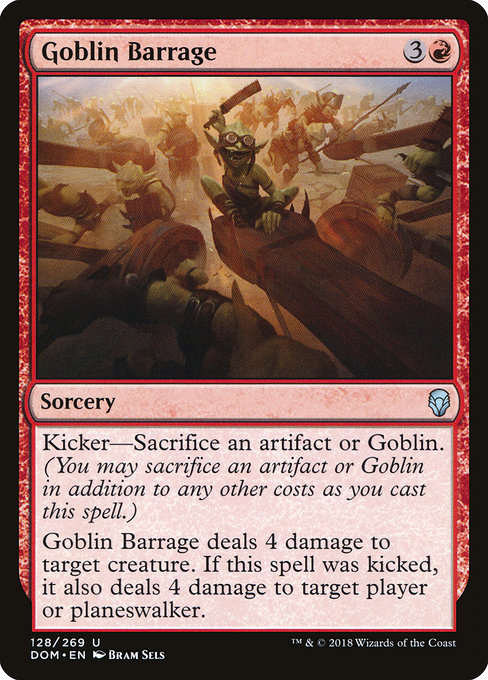 Goblin Barrage 3
Sorcery
Kicker—Sacrifice an artifact or Goblin.
(You may sacrifice an artifact or Goblin
in addition to any other costs as you cast
this spell.)
Goblin Barrage deals 4 damage to
target creature. If this spell was kicked,
it also deals 4 damage to target player
or planeswalker.
128/269 U
DOM • EN Bram Sels
™ & © 2018 Wizards of the Coast